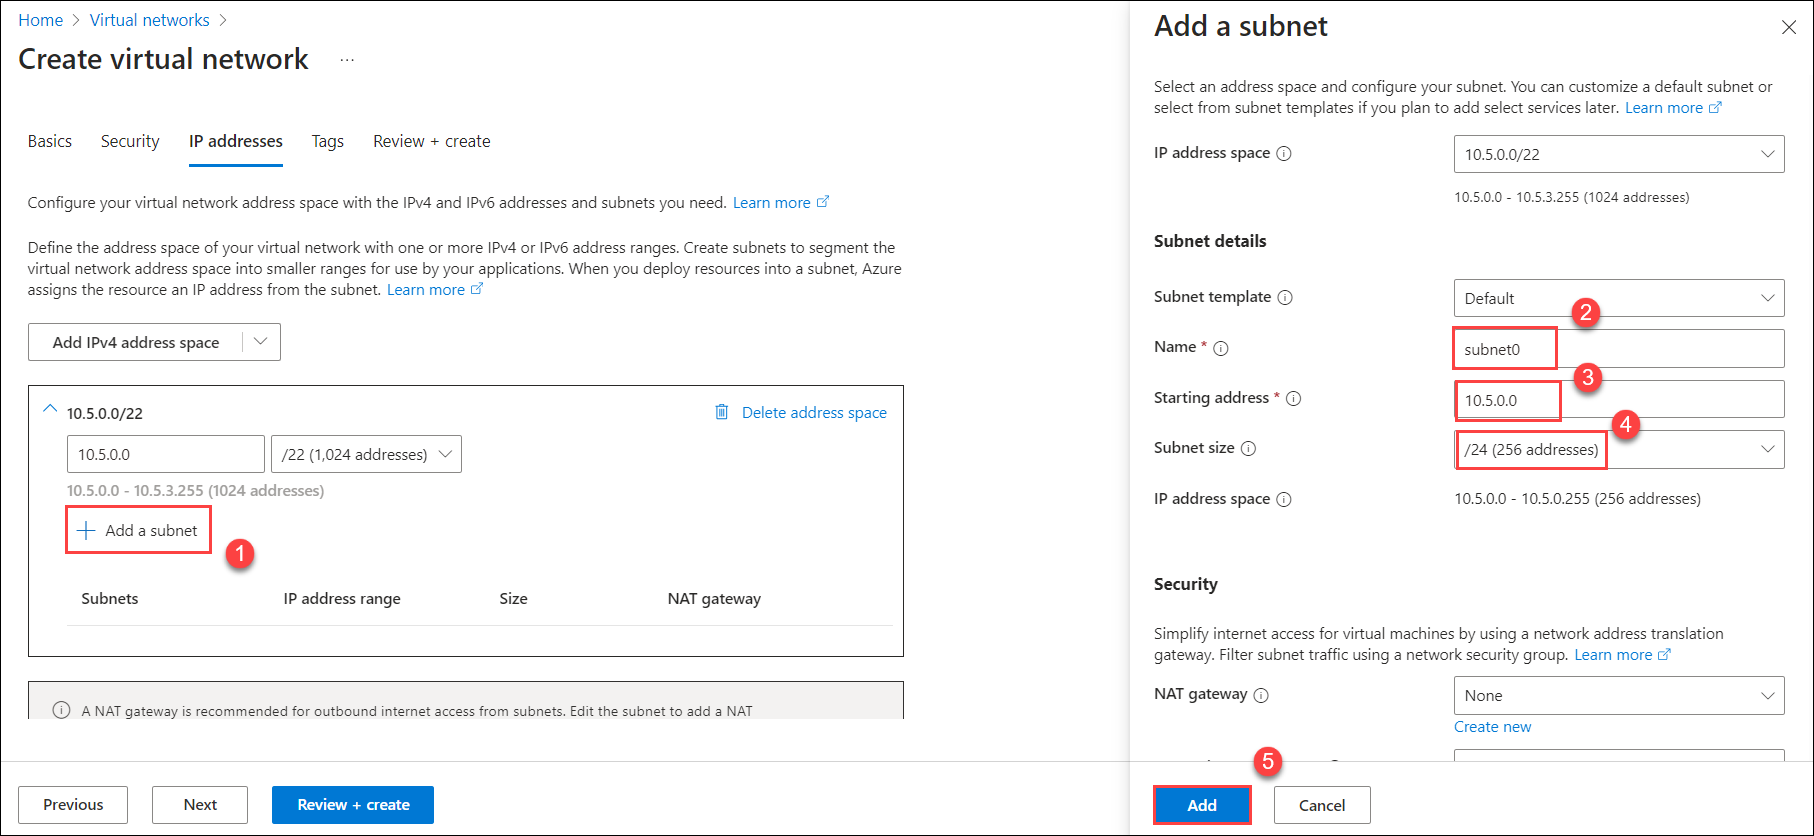 Home > Virtual networks >
Create virtual network ...
Basics Security IP addresses Tags Review + create
Configure your virtual network address space with the IPv4 and IPv6 addresses and subnets you need. Learn more
Define the address space of your virtual network with one or more IPv4 or IPv6 address ranges. Create subnets to segment the
virtual network address space into smaller ranges for use by your applications. When you deploy resources into a subnet, Azure
assigns the resource an IP address from the subnet. Learn more
Add IPv4 address space
10.5.0.0/22 Delete address space
10.5.0.0 /22 (1,024 addresses)
10.5.0.0 - 10.5.3.255 (1024 addresses)
+ Add a subnet
1
Subnets IP address range Size NAT gateway
A NAT gateway is recommended for outbound internet access from subnets. Edit the subnet to add a NAT
Previous Next Review + create
Add a subnet
Select an address space and configure your subnet. You can customize a default subnet or
select from subnet templates if you plan to add select services later. Learn more
IP address space 10.5.0.0/22
10.5.0.0 - 10.5.3.255 (1024 addresses)
Subnet details
Subnet template Default
2
Name * subnet0
3
Starting address * 10.5.0.0
4
Subnet size /24 (256 addresses)
IP address space 10.5.0.0 - 10.5.0.255 (256 addresses)
Security
Simplify internet access for virtual machines by using a network address translation
gateway. Filter subnet traffic using a network security group. Learn more
NAT gateway None
Create new
5
Add Cancel